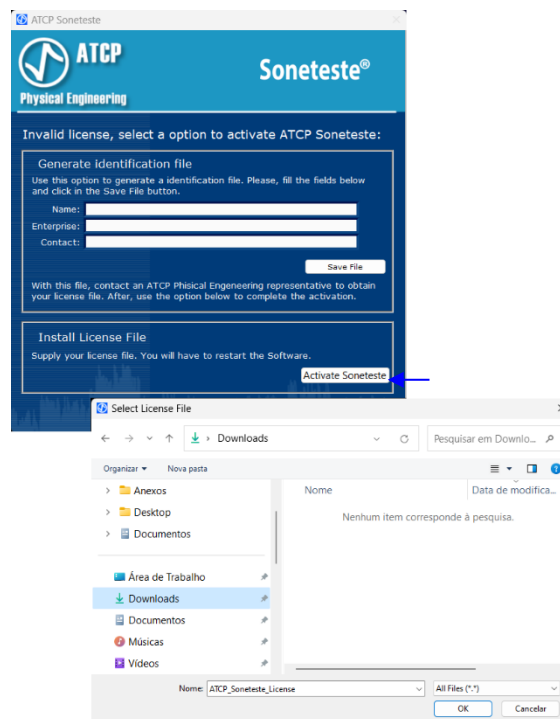 ATCP Soneteste
ATCP
Physical Engineering
Soneteste®
Invalid license, select a option to activate ATCP Soneteste:
Generate identification file
Use this option to generate a identification file. Please, fill the fields below
and click in the Save File button.
Name:
Enterprise:
Contact:
Save File
With this file, contact an ATCP Phisical Engeneering representative to obtain
your license file. After, use the option below to complete the activation.
Install License File
Supply your license file. You will have to restart the Software.
Activate Soneteste
Select License File
Downloads
Pesquisar em Downlo...
Organizar
Nova pasta
Anexos
Desktop
Documentos
Área de Trabalho
Downloads
Documentos
Músicas
Vídeos
Nome
Data de modifica...
Nenhum item corresponde à pesquisa.
Nome: ATCP_Soneteste_License
All Files (*.*)
OK
Cancelar